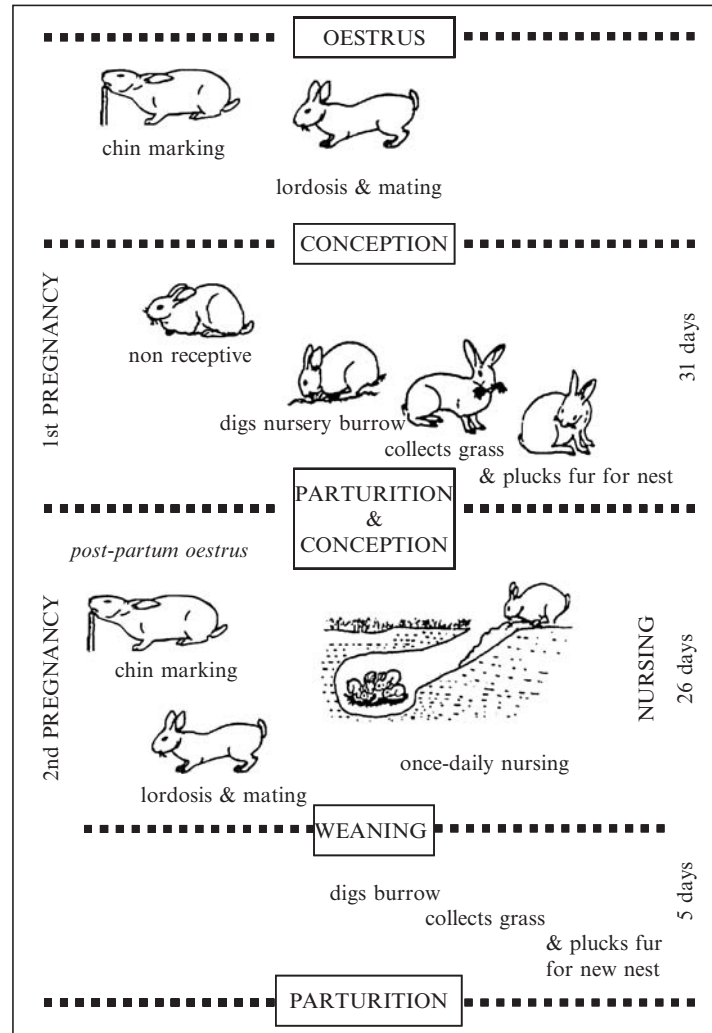 OESTRUS
chin marking
lordosis & mating
CONCEPTION
1st PREGNANCY
31 days
non receptive
digs nursery burrow
collects grass
& plucks fur for nest
PARTURITION
&
CONCEPTION
post-partum oestrus
2nd PREGNANCY
NURSING
26 days
chin marking
once-daily nursing
lordosis & mating
WEANING
5 days
digs burrow
collects grass
& plucks fur
for new nest
PARTURITION